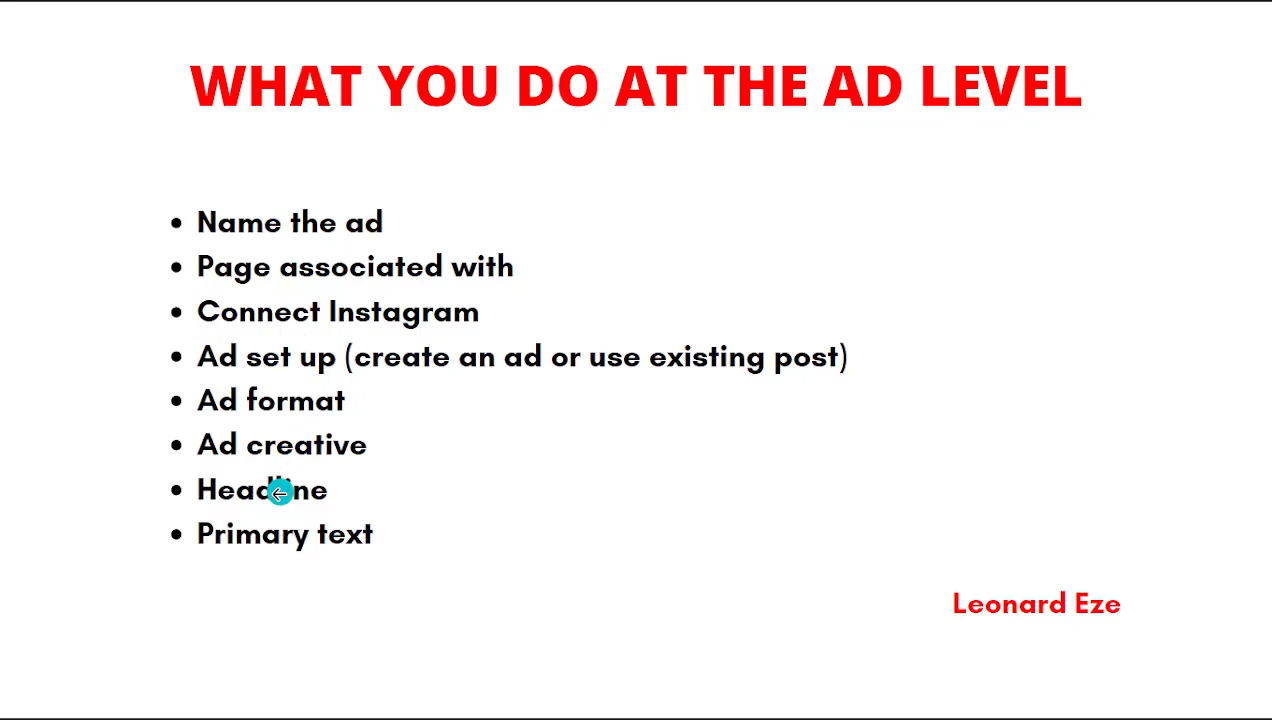 WHAT YOU DO AT THE AD LEVEL
• Name the ad
• Page associated with
• Connect Instagram
• Ad set up (create an ad or use existing post)
• Ad format
• Ad creative
• Headline
• Primary text
Leonard Eze